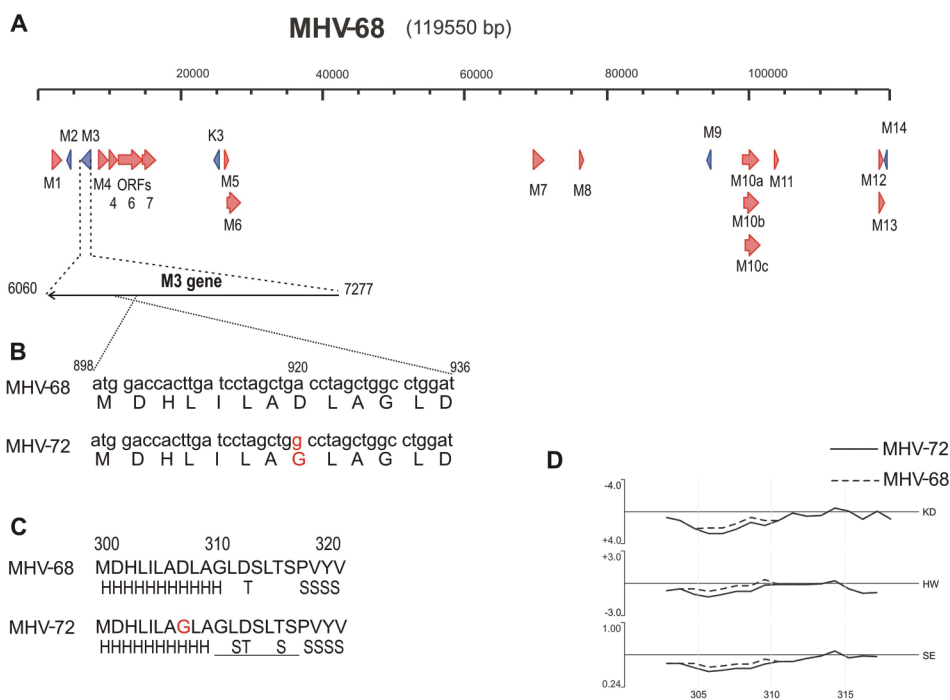 A
MHV-68 (119550 bp)
20000 40000 60000 80000 100000
M2 M3 K3 M9 M14
M1 M4 ORFs M5 M7 M8 M10a M11 M12
4 6 7 M6 M10b M13
M10c
M3 gene
6060 7277
B
898 920 936
MHV-68 atg gaccacttga tcctagctga cctagctggc ctggat
M D H L I L A D L A G L D
MHV-72 atg gaccacttga tcctagctgg cctagctggc ctggat
M D H L I L A G L A G L D
C
300 310 320
MHV-68 MDHLILADLAGLDSLTSPVYV
HHHHHHHHHHH T SSSS
MHV-72 MDHLILAGLAGLDSLTSPVYV
HHHHHHHHHH ST S SSSS
D
MHV-72
MHV-68
-4.0
KD
+4.0
+3.0
HW
-3.0
1.00
SE
0.24
305 310 315